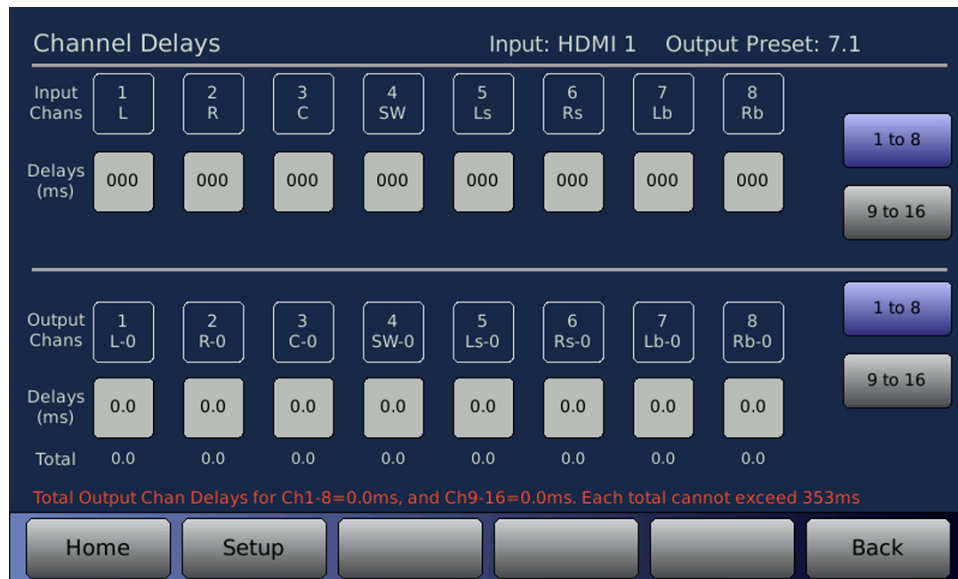 Channel Delays Input: HDMI 1 Output Preset: 7.1
Input Chans 1 L 2 R 3 C 4 SW 5 Ls 6 Rs 7 Lb 8 Rb
1 to 8
Delays (ms) 000 000 000 000 000 000 000 000
9 to 16
1 to 8
Output Chans 1 L-0 2 R-0 3 C-0 4 SW-0 5 Ls-0 6 Rs-0 7 Lb-0 8 Rb-0
9 to 16
Delays (ms) 0.0 0.0 0.0 0.0 0.0 0.0 0.0 0.0
Total 0.0 0.0 0.0 0.0 0.0 0.0 0.0 0.0
Total Output Chan Delays for Ch1-8=0.0ms, and Ch9-16=0.0ms. Each total cannot exceed 353ms
Home Setup Back